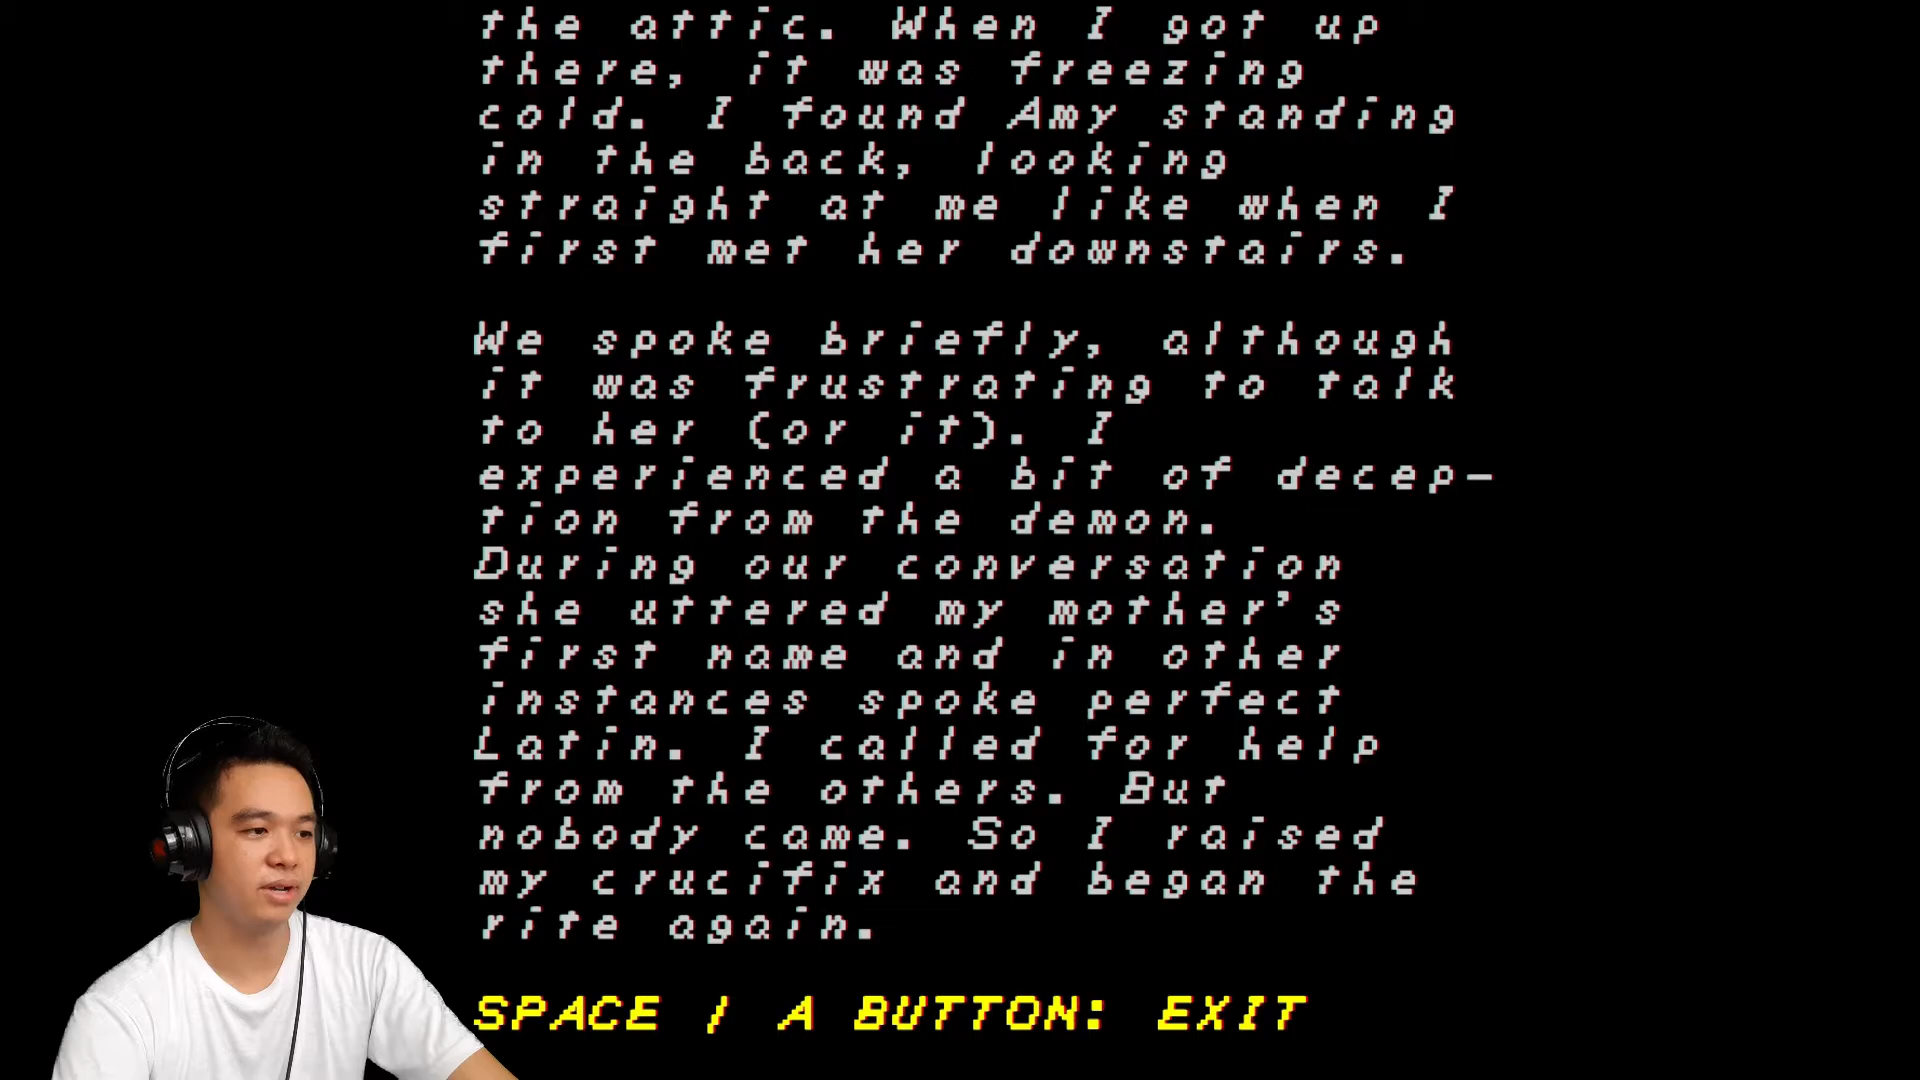 the attic. When I got up
there, it was freezing
cold. I found Amy standing
in the back, looking
straight at me like when I
first met her downstairs.
We spoke briefly, although
it was frustrating to talk
to her (or it). I
experienced a bit of decep-
tion from the demon.
During our conversation
she uttered my mother's
first name and in other
instances spoke perfect
Latin. I called for help
from the others. But
nobody came. So I raised
my crucifix and began the
rite again.
SPACE / A BUTTON: EXIT